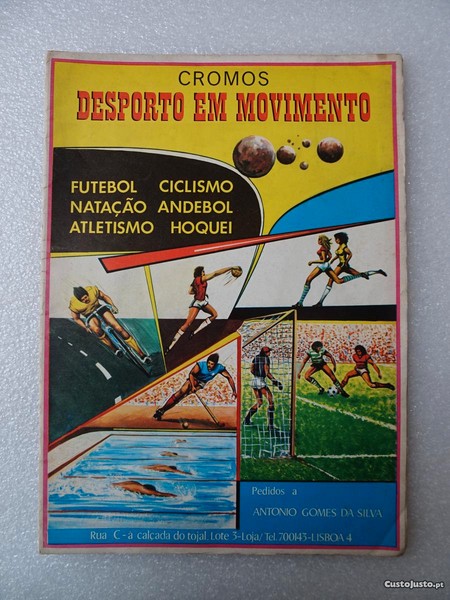 CROMOS
DESPORTO EM MOVIMENTO
FUTEBOL CICLISMO
NATAÇÃO ANDEBOL
ATLETISMO HOQUEI
Pedidos a
ANTONIO GOMES DA SILVA
Rua C-a calçada do tojal, Lote 3-Loja/Tel.700143-LISBOA 4
CustoJusto.pt